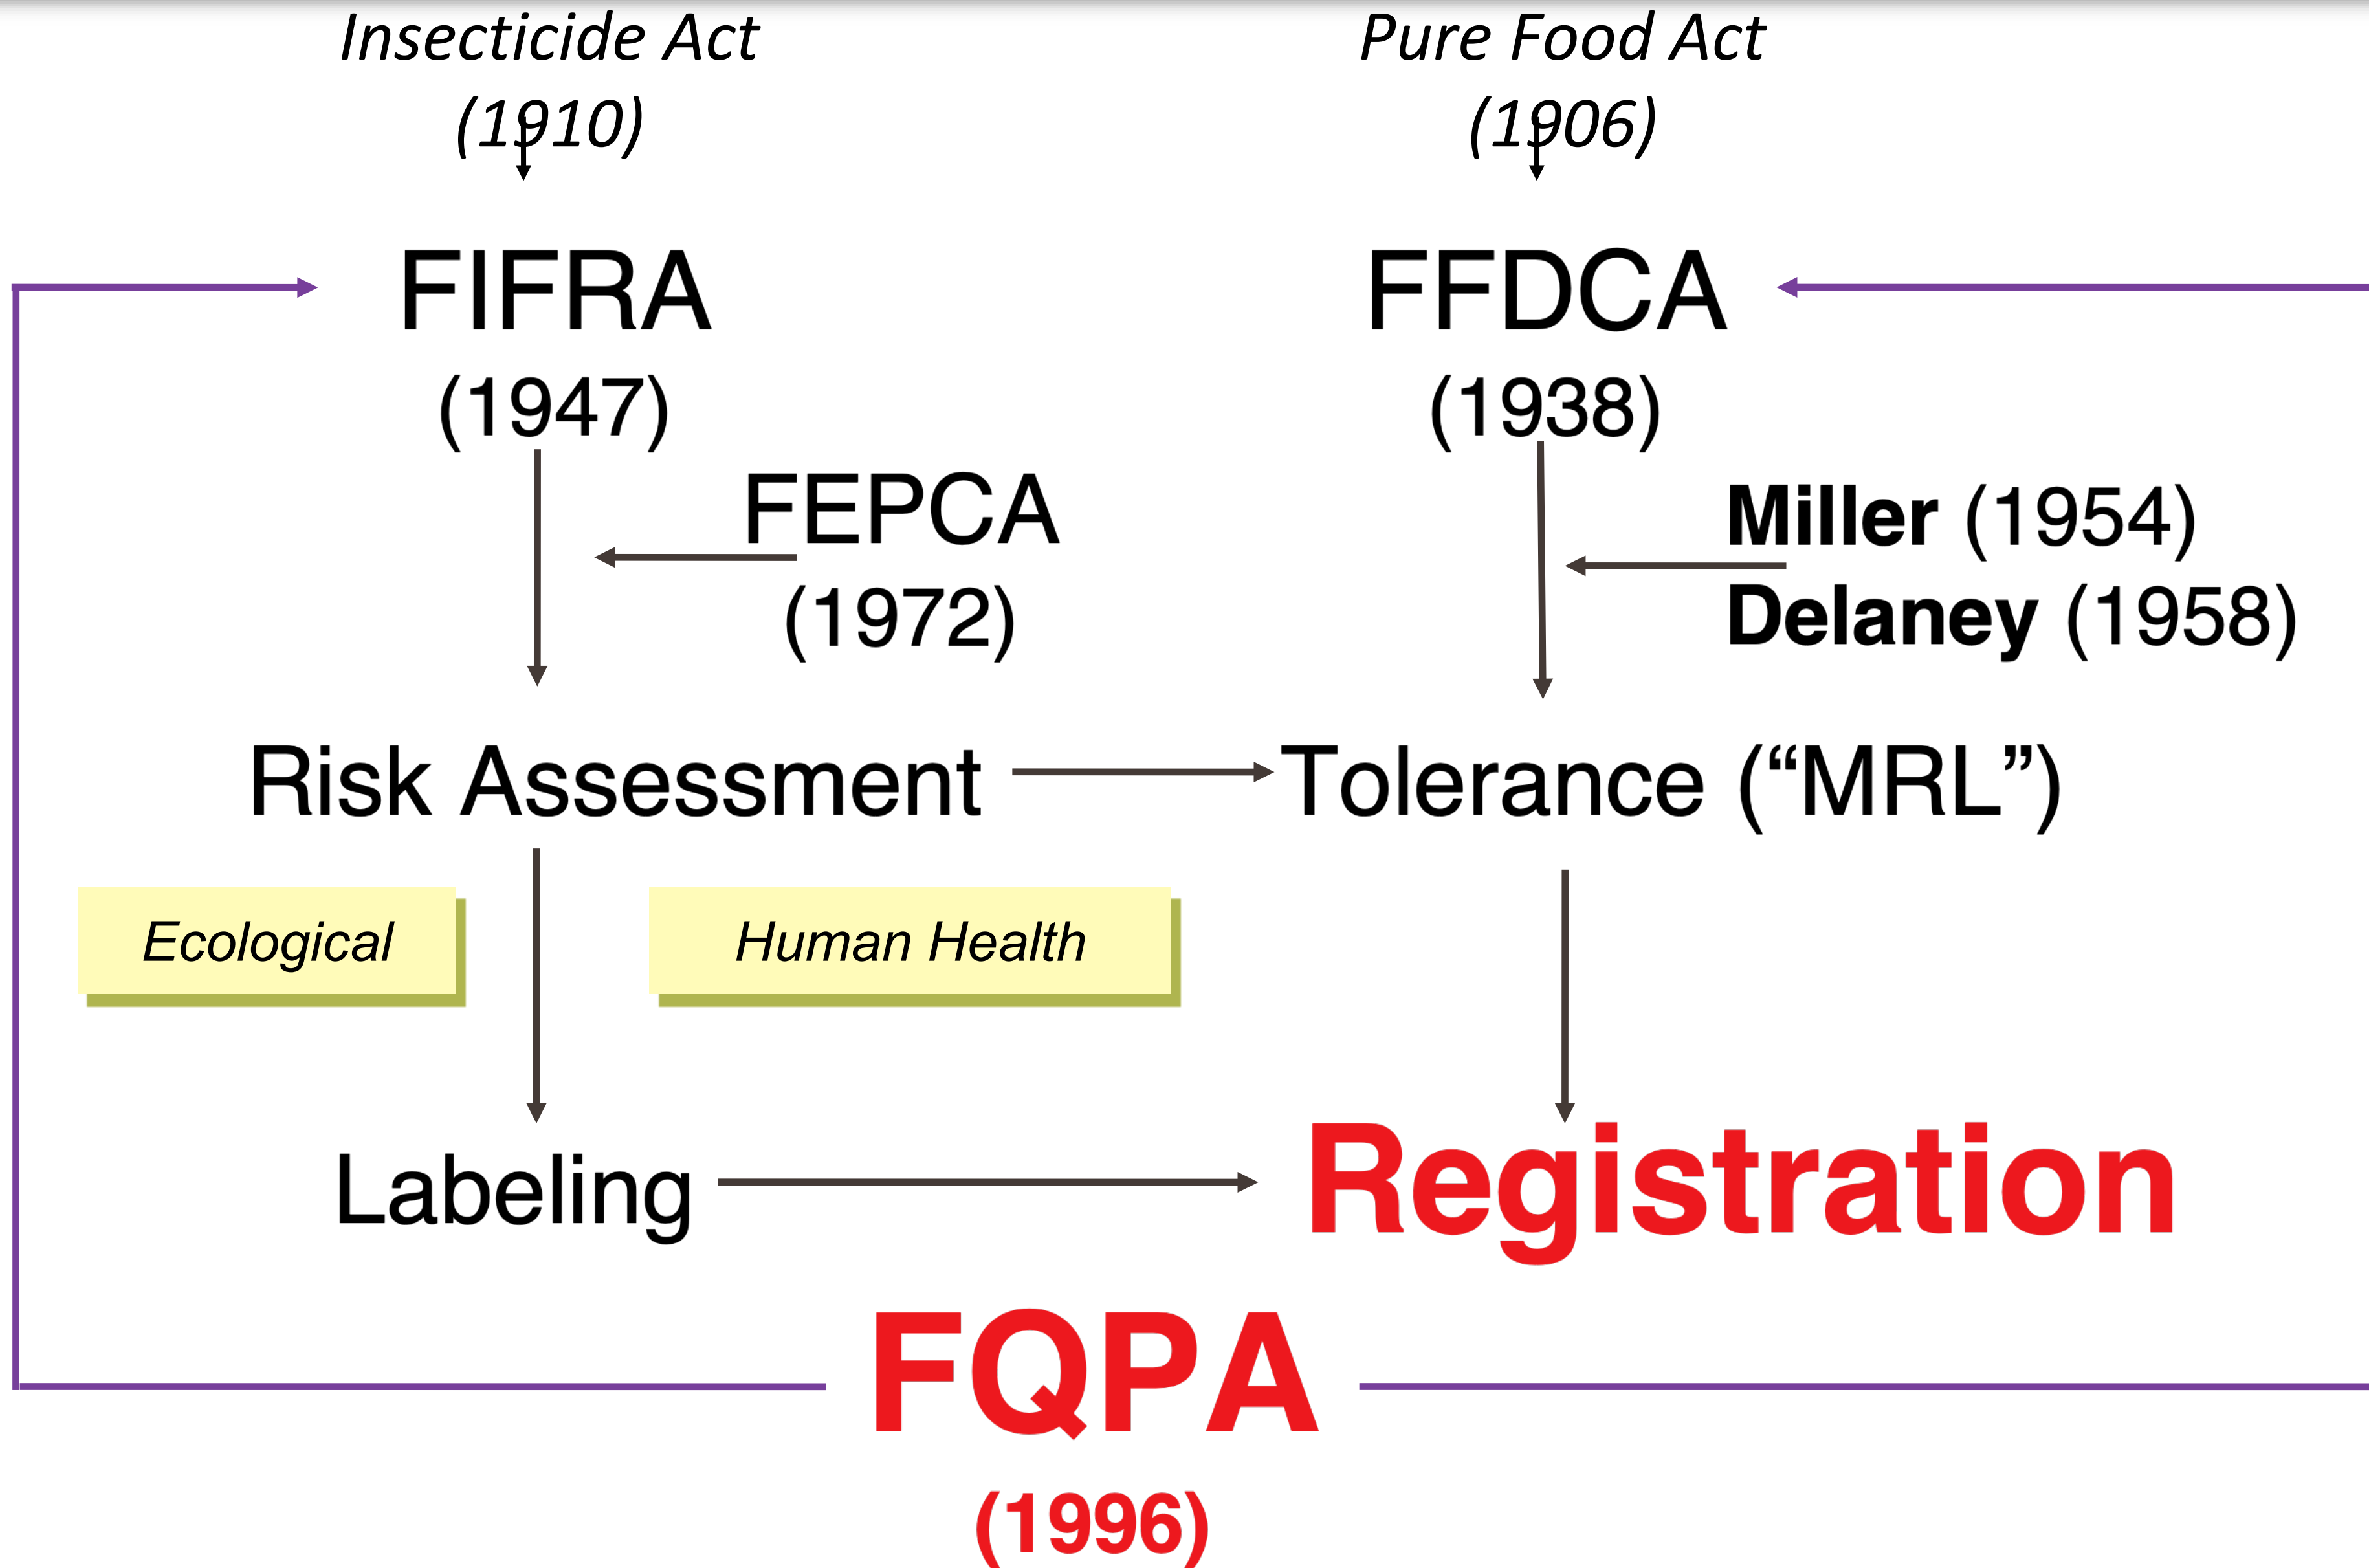 Insecticide Act
(1910)
Pure Food Act
(1906)
FIFRA
(1947)
FFDCA
(1938)
FEPCA
(1972)
Miller (1954)
Delaney (1958)
Risk Assessment
Tolerance (“MRL”)
Ecological
Human Health
Labeling
Registration
FQPA
(1996)